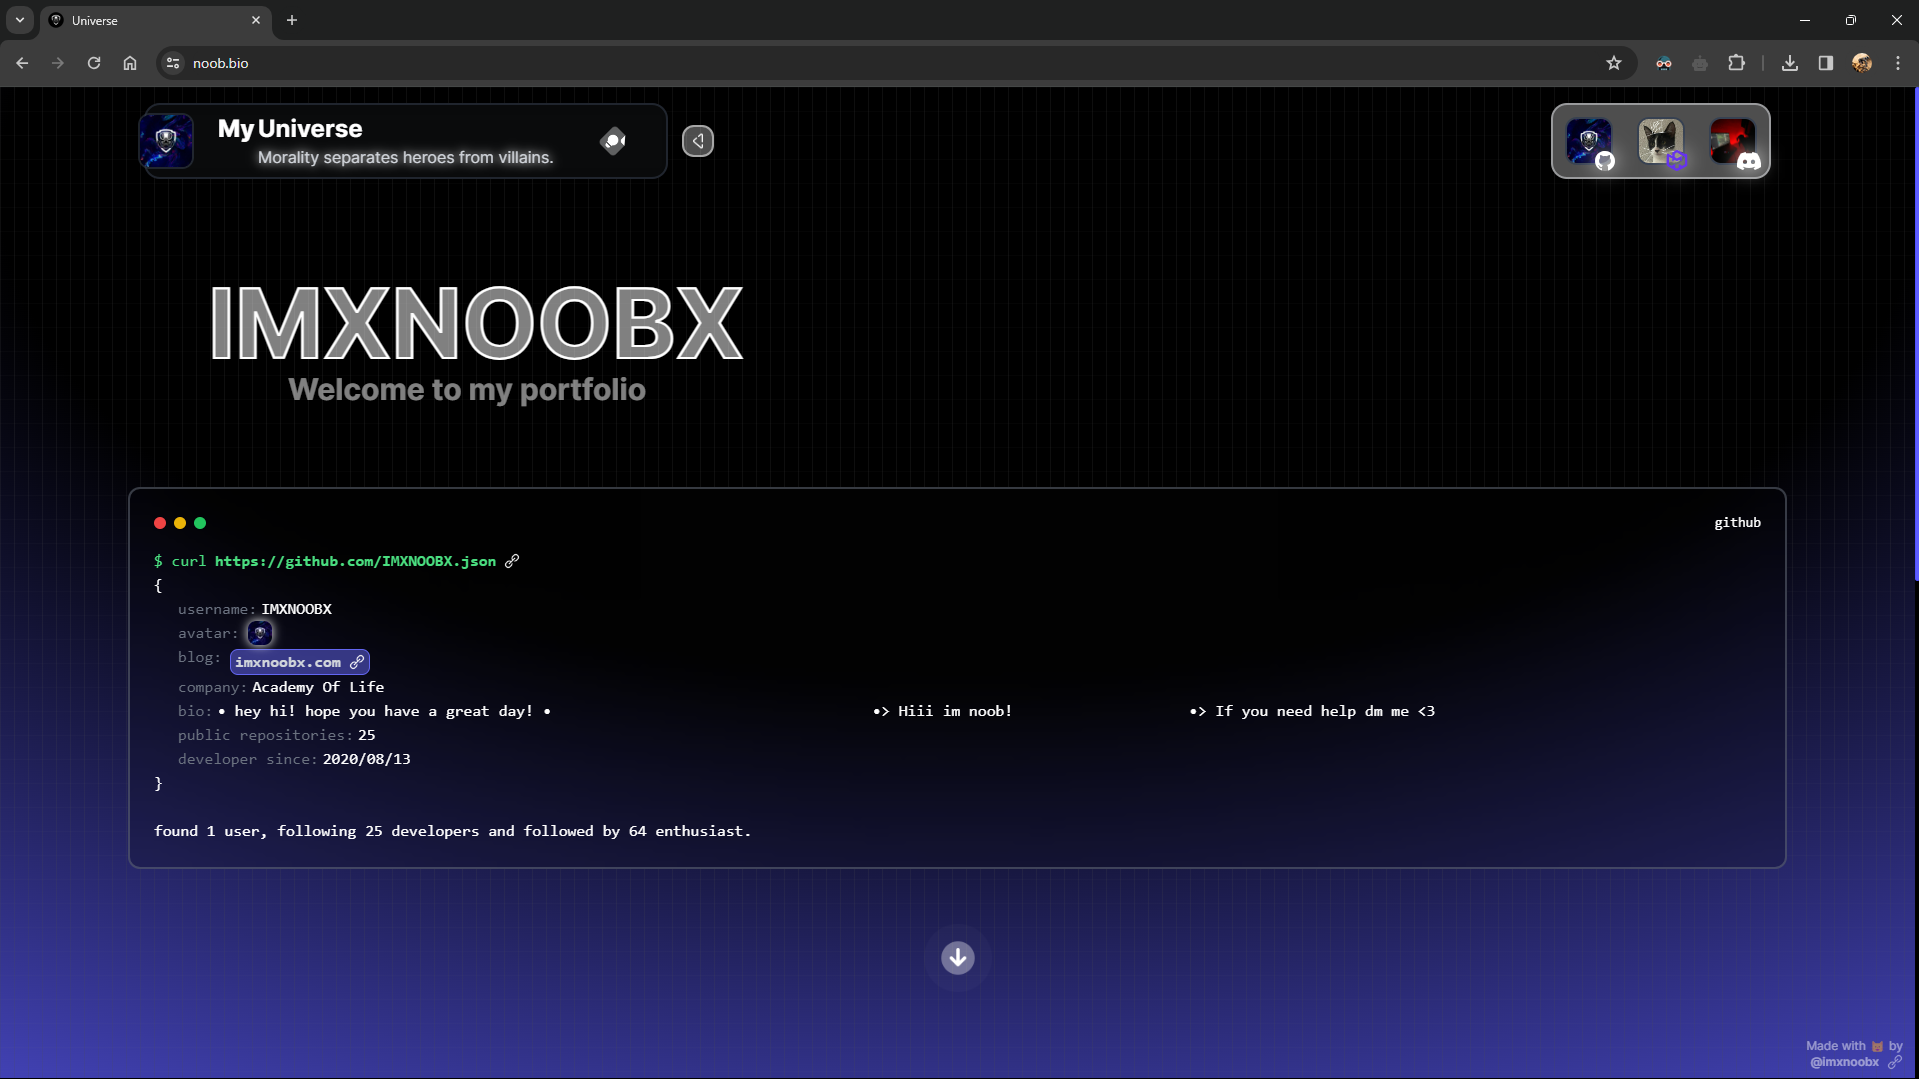 Universe
noob.bio
My Universe
Morality separates heroes from villains.
IMXNOOBX
Welcome to my portfolio
github
$ curl https://github.com/IMXNOOBX.json
{
username: IMXNOOBX
avatar:
blog: imxnoobx.com
company: Academy Of Life
bio: • hey hi! hope you have a great day! • •> Hiii im noob! •> If you need help dm me <3
public repositories: 25
developer since: 2020/08/13
}
found 1 user, following 25 developers and followed by 64 enthusiast.
Made with by
@imxnoobx